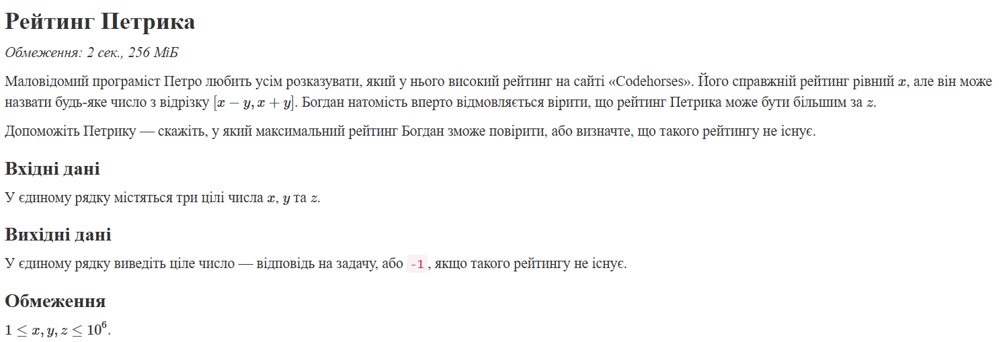 Рейтинг Петрика
Обмеження: 2 сек., 256 МіБ
Маловідомий програміст Петро любить усім розказувати, який у нього високий рейтинг на сайті «Codehorses». Його справжній рейтинг рівний x, але він може
назвати будь-яке число з відрізку [x − y, x + y]. Богдан натомість вперто відмовляється вірити, що рейтинг Петрика може бути більшим за z.
Допоможіть Петрику — скажіть, у який максимальний рейтинг Богдан зможе повірити, або визначте, що такого рейтингу не існує.
Вхідні дані
У єдиному рядку містяться три цілі числа x, y та z.
Вихідні дані
У єдиному рядку виведіть ціле число — відповідь на задачу, або -1, якщо такого рейтингу не існує.
Обмеження
1 ≤ x, y, z ≤ 10⁶.